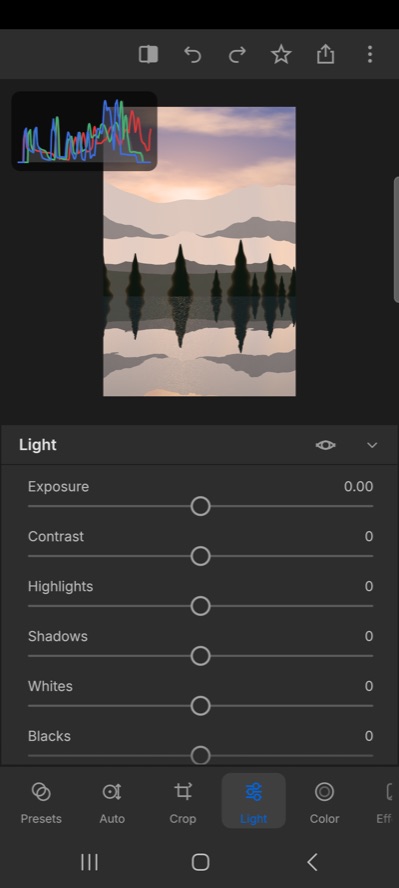 Light
Exposure 0.00
Contrast 0
Highlights 0
Shadows 0
Whites 0
Blacks 0
Presets Auto Crop Light Color Eff